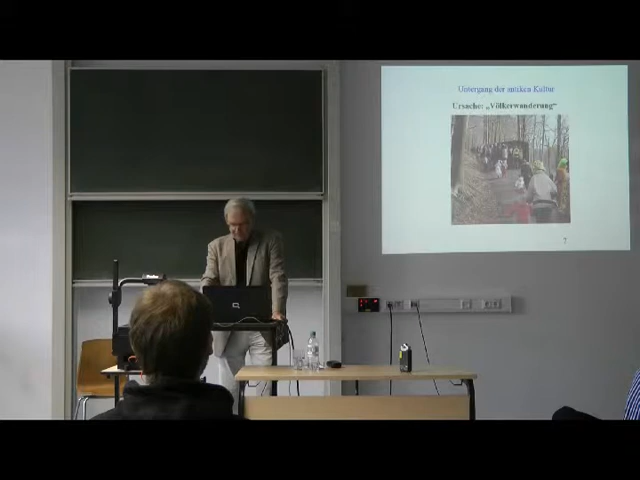 Untergang der antiken Kultur
Ursache: „Völkerwanderung“